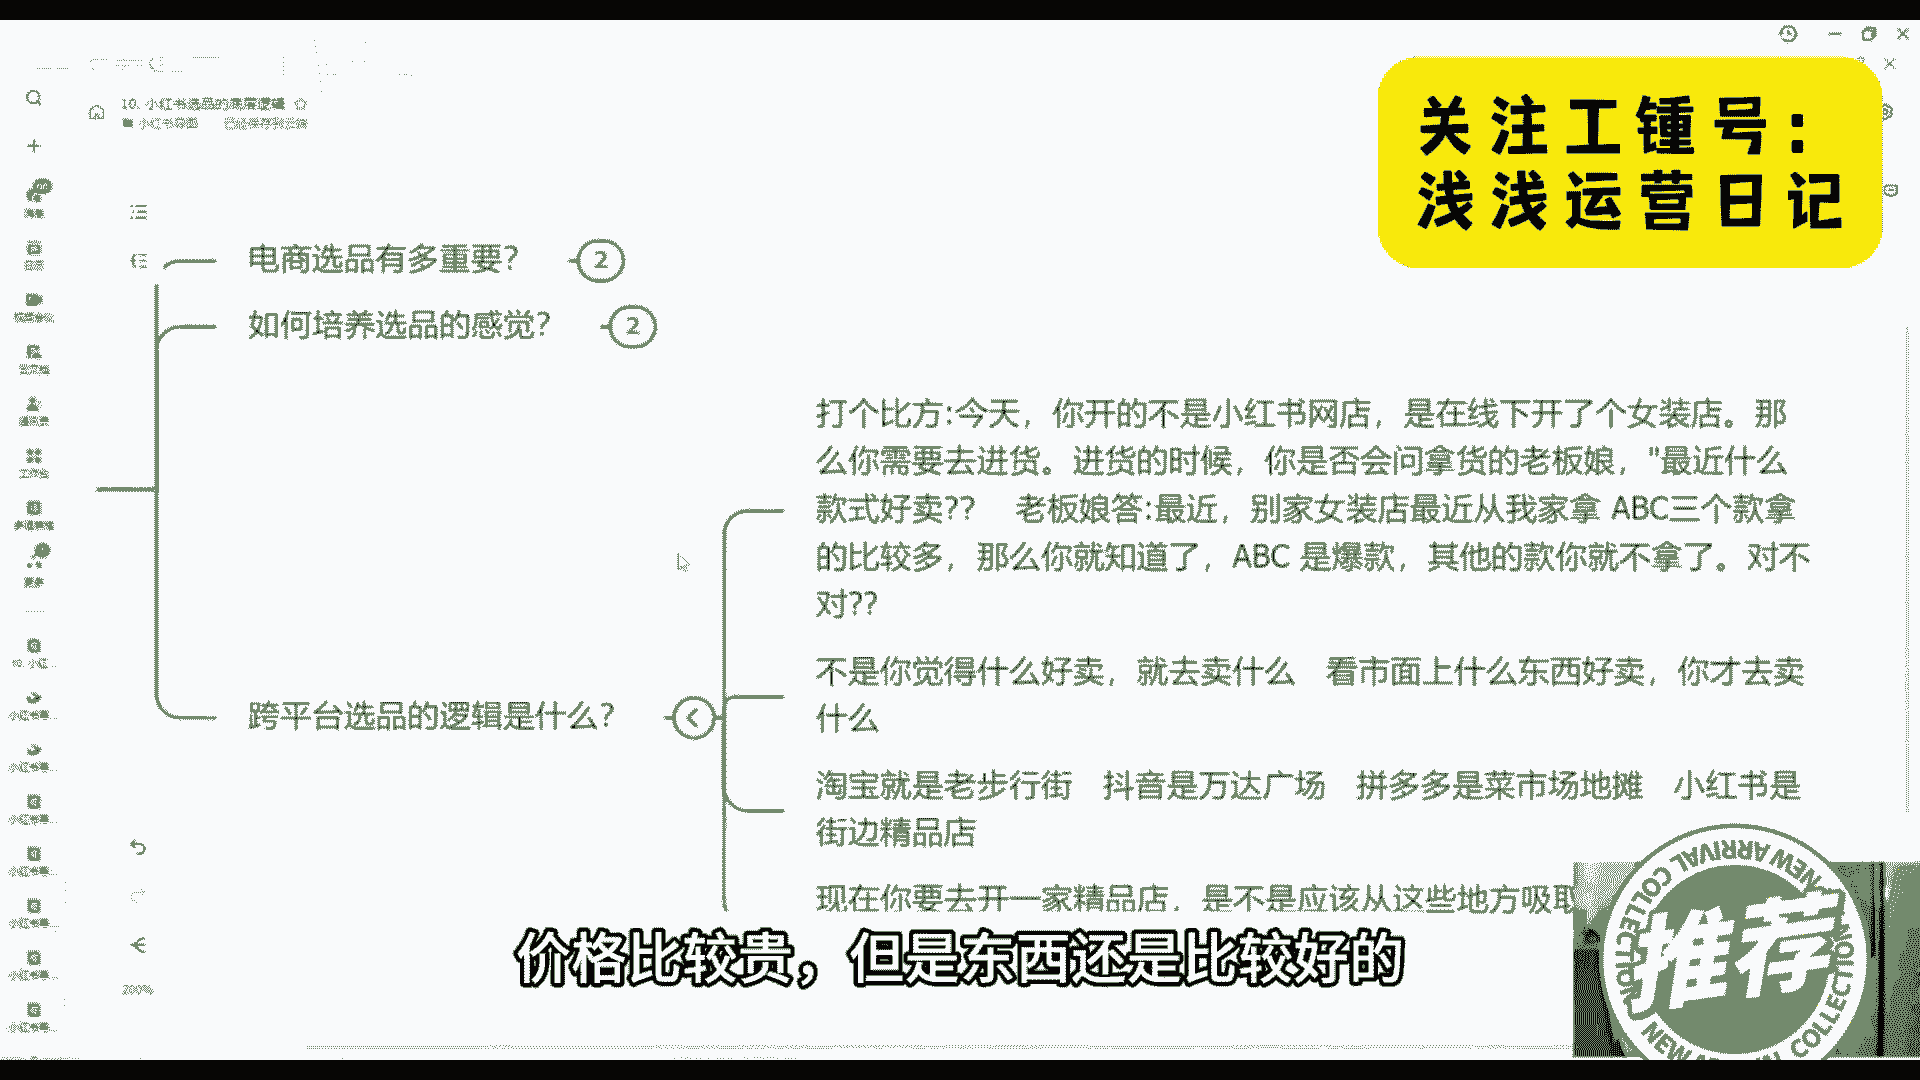 10. 小红书选品的底层逻辑
关注工锺号：
浅浅运营日记
电商选品有多重要？
2
如何培养选品的感觉？
2
跨平台选品的逻辑是什么？
打个比方:今天，你开的不是小红书网店，是在线下开了个女装店。那
么你需要去进货。进货的时候，你是否会问拿货的老板娘，"最近什么
款式好卖??　老板娘答:最近，别家女装店最近从我家拿 ABC三个款拿
的比较多，那么你就知道了，ABC 是爆款，其他的款你就不拿了。对不
对??
不是你觉得什么好卖，就去卖什么　看市面上什么东西好卖，你才去卖
什么
淘宝就是老步行街　抖音是万达广场　拼多多是菜市场地摊　小红书是
街边精品店
现在你要去开一家精品店，是不是应该从这些地方吸取
价格比较贵，但是东西还是比较好的
200%
NEW ARRIVAL COLLECTION
推荐